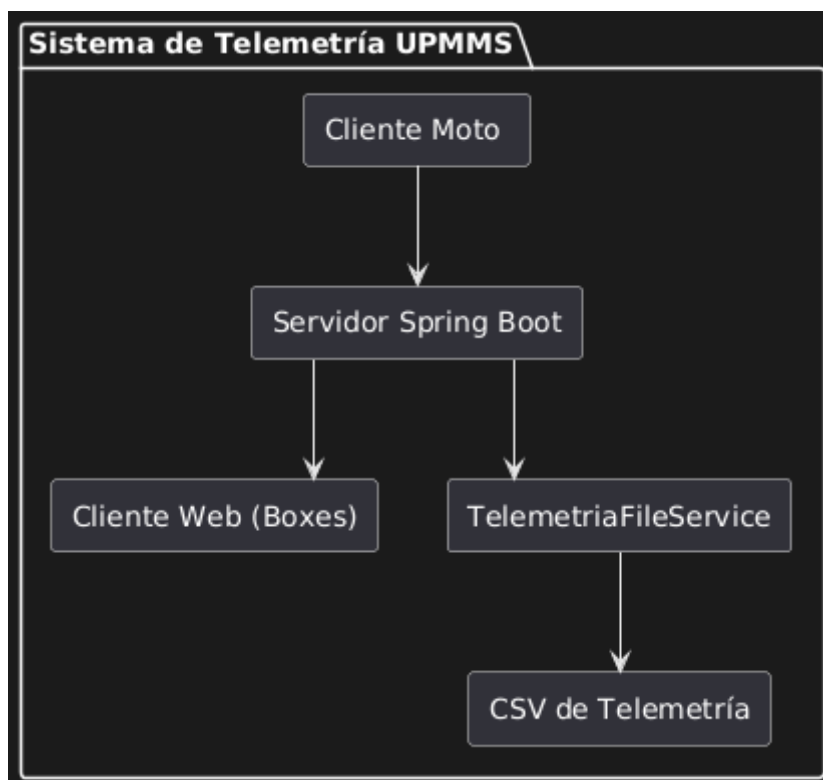 Sistema de Telemetría UPMMS
Cliente Moto
Servidor Spring Boot
Cliente Web (Boxes)
TelemetriaFileService
CSV de Telemetría